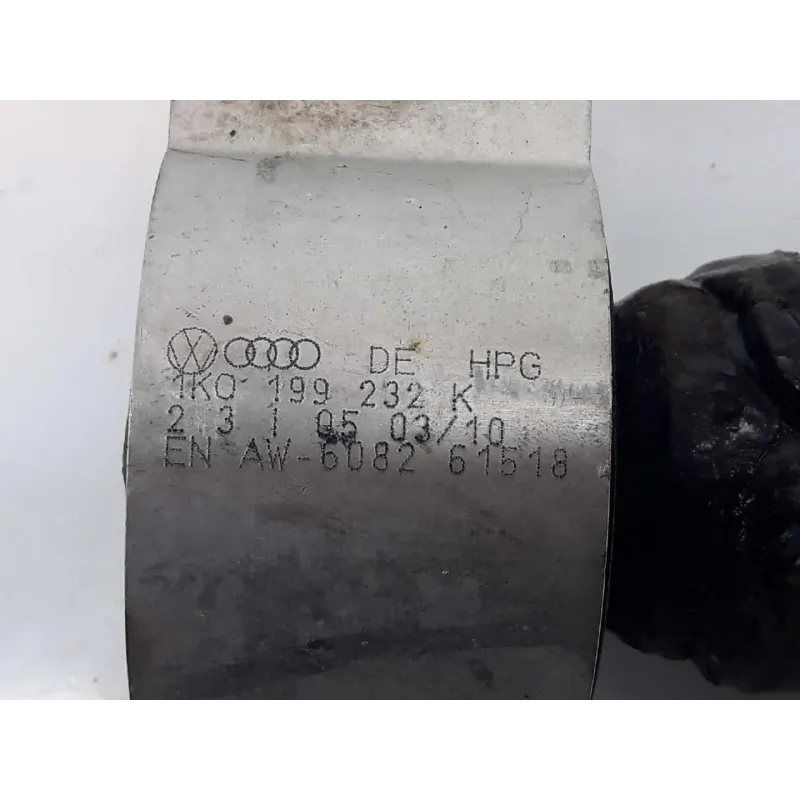 DE HPG
1K0 199 232 K
2 3 1 05 03/10
EN AW-6082 61518